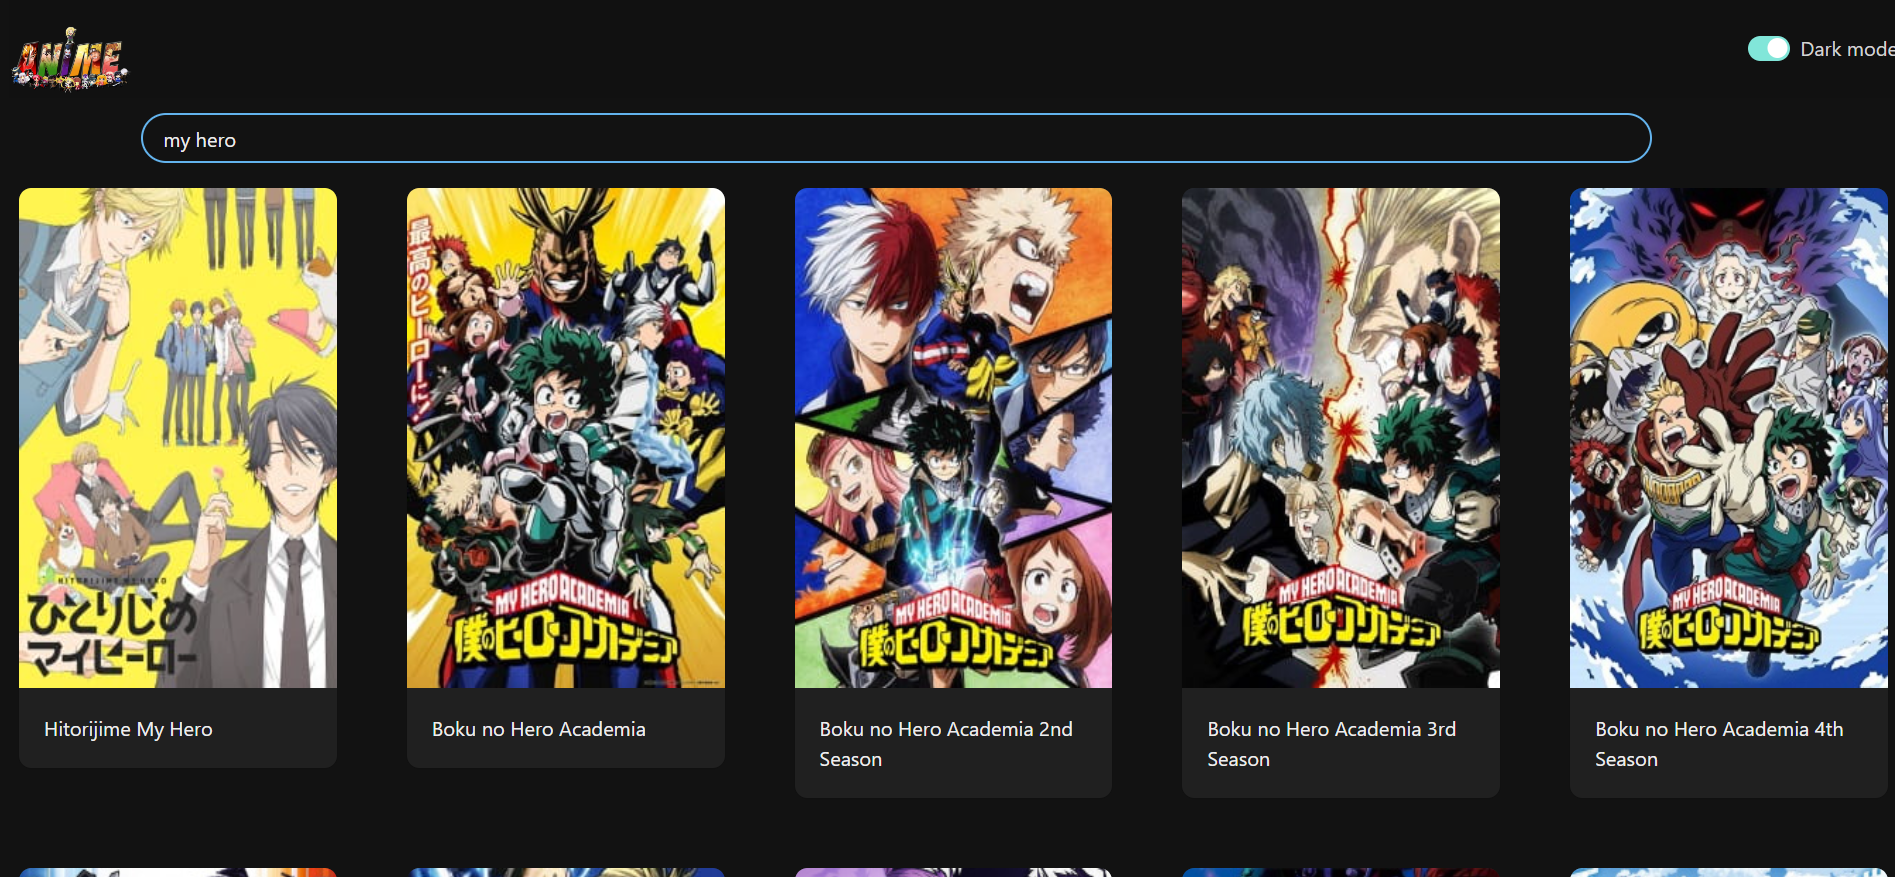 ANIME
Dark mode
my hero
HITORIJIME MY HERO
ひとりじめ
マイヒーロー
最高のヒーローに!
MY HERO ACADEMIA
僕のヒーローアカデミア
MY HERO ACADEMIA
僕のヒーローアカデミア
MY HERO ACADEMIA
僕のヒーローアカデミア
MY HERO ACADEMIA
僕のヒーローアカデミア
Hitorijime My Hero
Boku no Hero Academia
Boku no Hero Academia 2nd
Season
Boku no Hero Academia 3rd
Season
Boku no Hero Academia 4th
Season